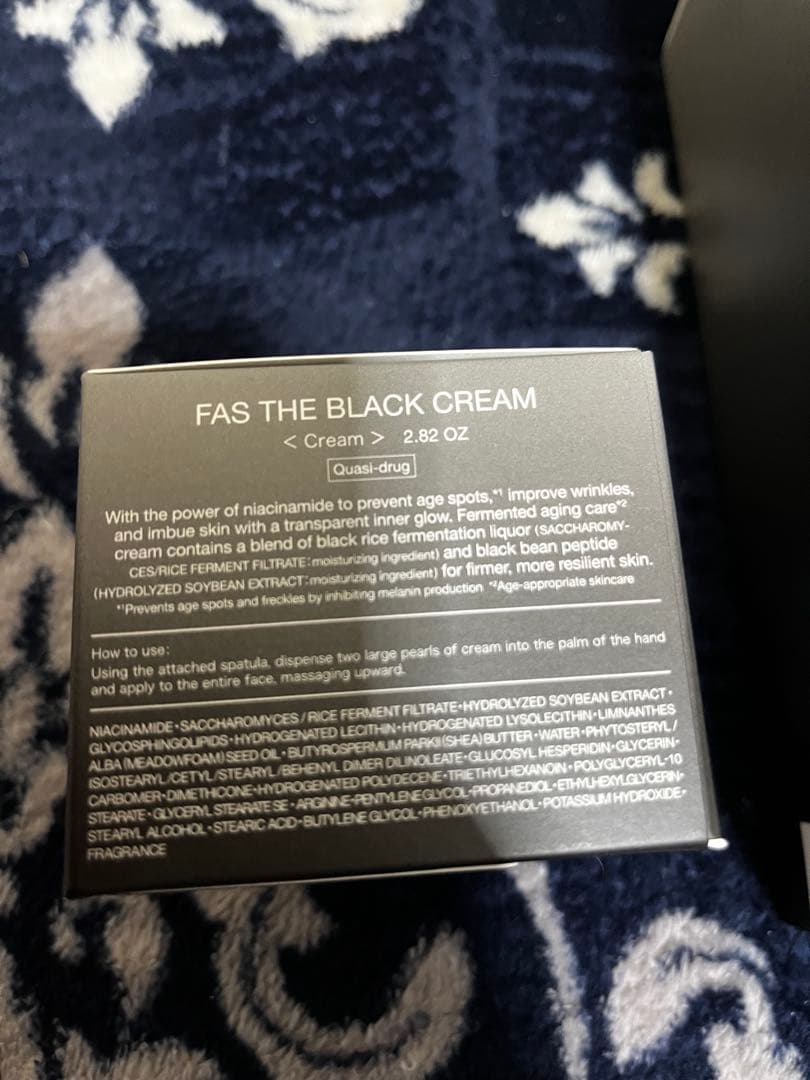 FAS THE BLACK CREAM
< Cream > 2.82 OZ
Quasi-drug
With the power of niacinamide to prevent age spots,*1 improve wrinkles,
and imbue skin with a transparent inner glow. Fermented aging care*2
cream contains a blend of black rice fermentation liquor (SACCHAROMY-
CES/RICE FERMENT FILTRATE:moisturizing ingredient) and black bean peptide
(HYDROLYZED SOYBEAN EXTRACT:moisturizing ingredient) for firmer, more resilient skin.
*1Prevents age spots and freckles by inhibiting melanin production *2Age-appropriate skincare
How to use:
Using the attached spatula, dispense two large pearls of cream into the palm of the hand
and apply to the entire face, massaging upward.
NIACINAMIDE・SACCHAROMYCES / RICE FERMENT FILTRATE・HYDROLYZED SOYBEAN EXTRACT・
GLYCOSPHINGOLIPIDS・HYDROGENATED LECITHIN・HYDROGENATED LYSOLECITHIN・LIMNANTHES
ALBA (MEADOWFOAM) SEED OIL・BUTYROSPERMUM PARKII (SHEA) BUTTER・WATER・PHYTOSTERYL /
ISOSTEARYL/CETYL/STEARYL/BEHENYL DIMER DILINOLEATE・GLUCOSYL HESPERIDIN・GLYCERIN・
CARBOMER・DIMETHICONE・HYDROGENATED POLYDECENE・TRIETHYLHEXANOIN・POLYGLYCERYL-10
STEARATE・GLYCERYL STEARATE SE・ARGININE・PENTYLENE GLYCOL・PROPANEDIOL・ETHYLHEXYLGLYCERIN・
STEARYL ALCOHOL・STEARIC ACID・BUTYLENE GLYCOL・PHENOXYETHANOL・POTASSIUM HYDROXIDE・
FRAGRANCE